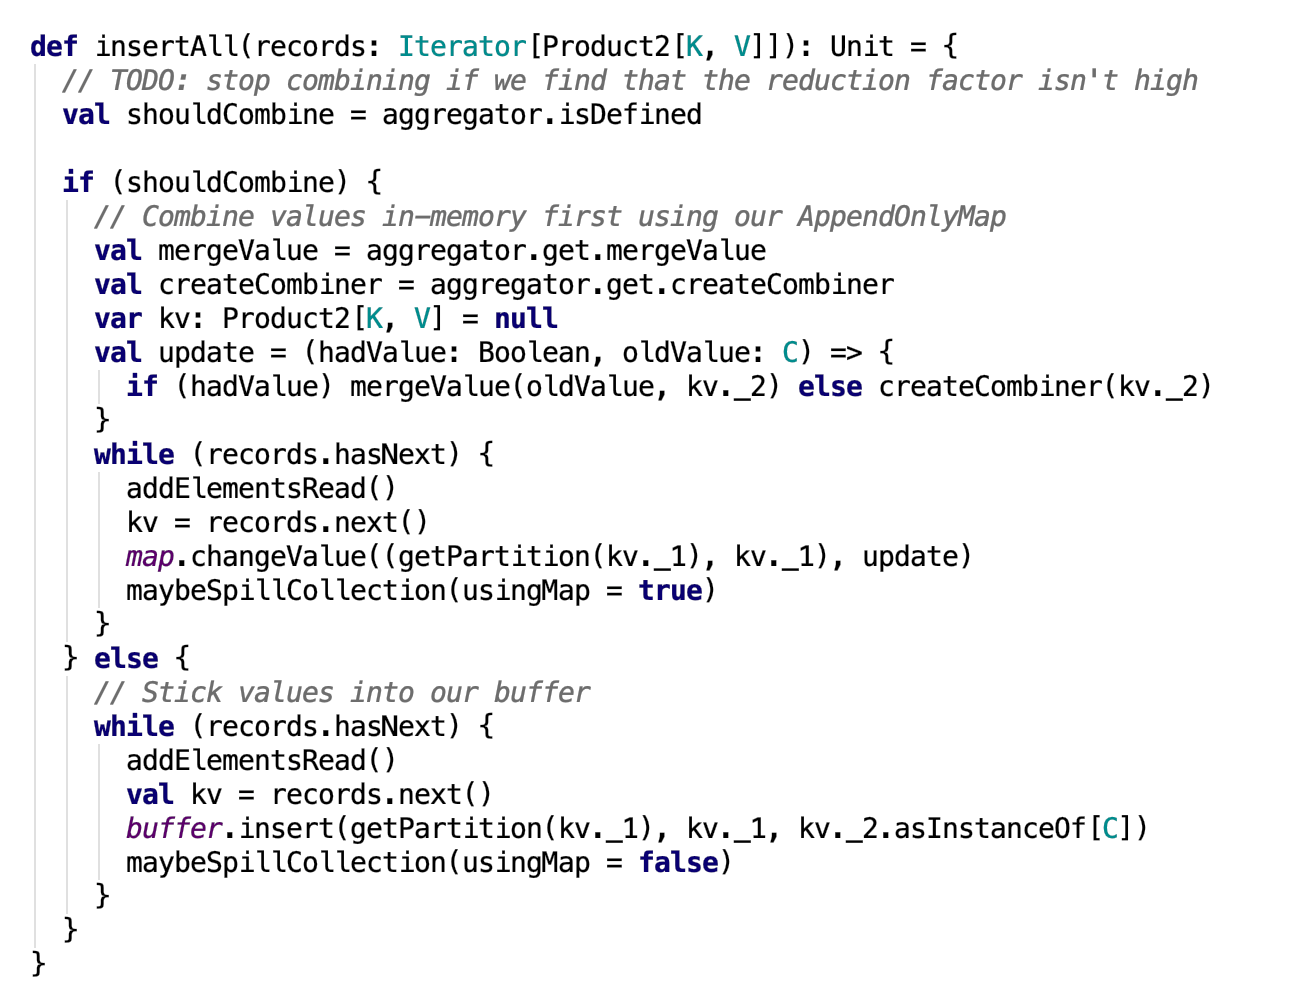 def insertAll(records: Iterator[Product2[K, V]]): Unit = {
  // TODO: stop combining if we find that the reduction factor isn't high
  val shouldCombine = aggregator.isDefined

  if (shouldCombine) {
    // Combine values in-memory first using our AppendOnlyMap
    val mergeValue = aggregator.get.mergeValue
    val createCombiner = aggregator.get.createCombiner
    var kv: Product2[K, V] = null
    val update = (hadValue: Boolean, oldValue: C) => {
      if (hadValue) mergeValue(oldValue, kv._2) else createCombiner(kv._2)
    }
    while (records.hasNext) {
      addElementsRead()
      kv = records.next()
      map.changeValue((getPartition(kv._1), kv._1), update)
      maybeSpillCollection(usingMap = true)
    }
  } else {
    // Stick values into our buffer
    while (records.hasNext) {
      addElementsRead()
      val kv = records.next()
      buffer.insert(getPartition(kv._1), kv._1, kv._2.asInstanceOf[C])
      maybeSpillCollection(usingMap = false)
    }
  }
}